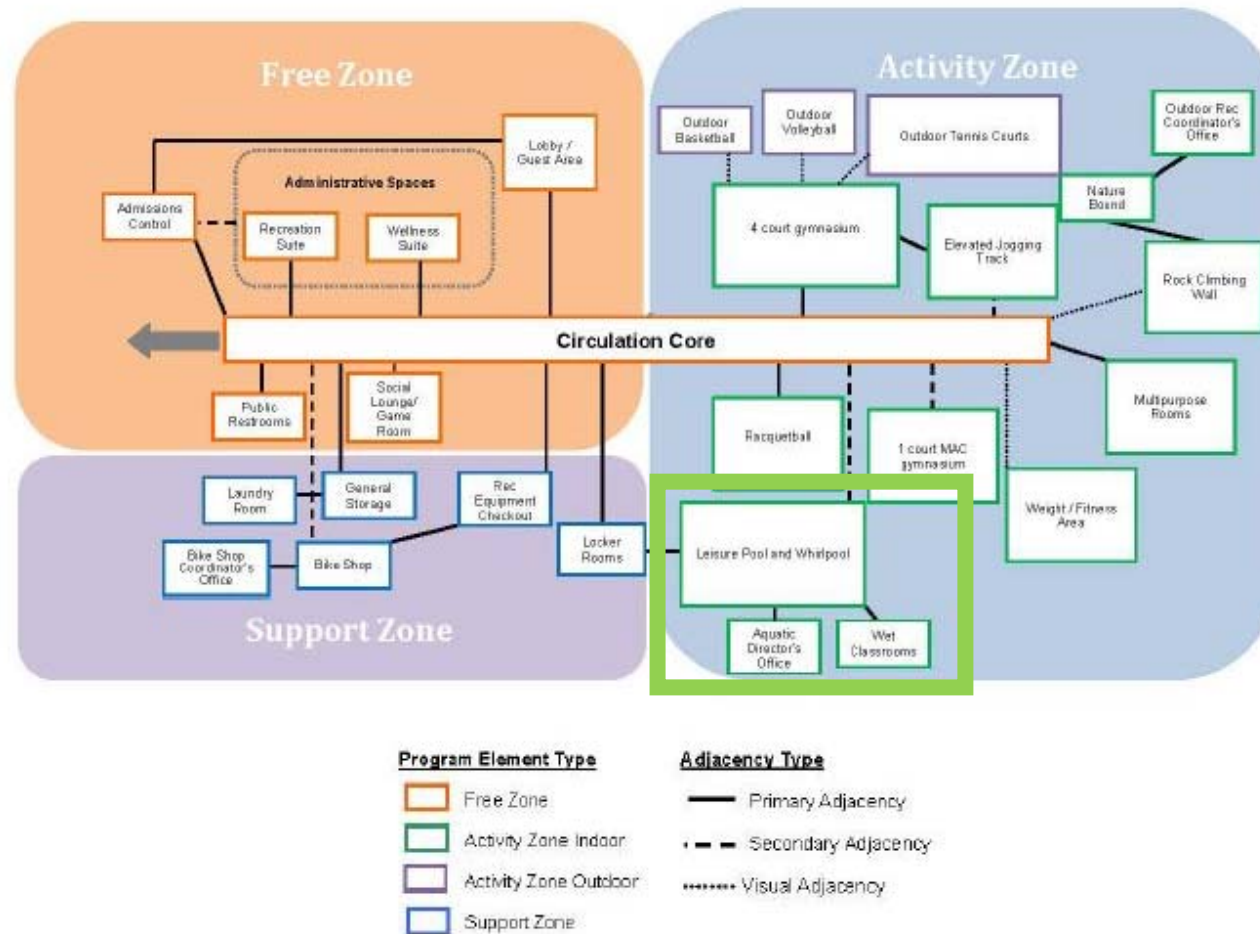 Free Zone
Activity Zone
Outdoor
Basketball
Outdoor
Volleyball
Outdoor Tennis Courts
Outdoor Rec
Coordinator's
Office
Lobby /
Guest Area
Administrative Spaces
Admissions
Control
Recreation
Suite
Wellness
Suite
4 court gymnasium
Elevated Jogging
Track
Nature
Bound
Rock Climbing
Wall
Circulation Core
Public
Restrooms
Social
Lounge/
Game
Room
Racquetball
1 court MAC
gymnasium
Multipurpose
Rooms
Laundry
Room
General
Storage
Rec
Equipment
Checkout
Weight / Fitness
Area
Bike Shop
Coordinator's
Office
Bike Shop
Locker
Rooms
Leisure Pool and Whirlpool
Support Zone
Aquatic
Director's
Office
Wet
Classrooms
Program Element Type
Free Zone
Activity Zone Indoor
Activity Zone Outdoor
Support Zone
Adjacency Type
Primary Adjacency
Secondary Adjacency
Visual Adjacency